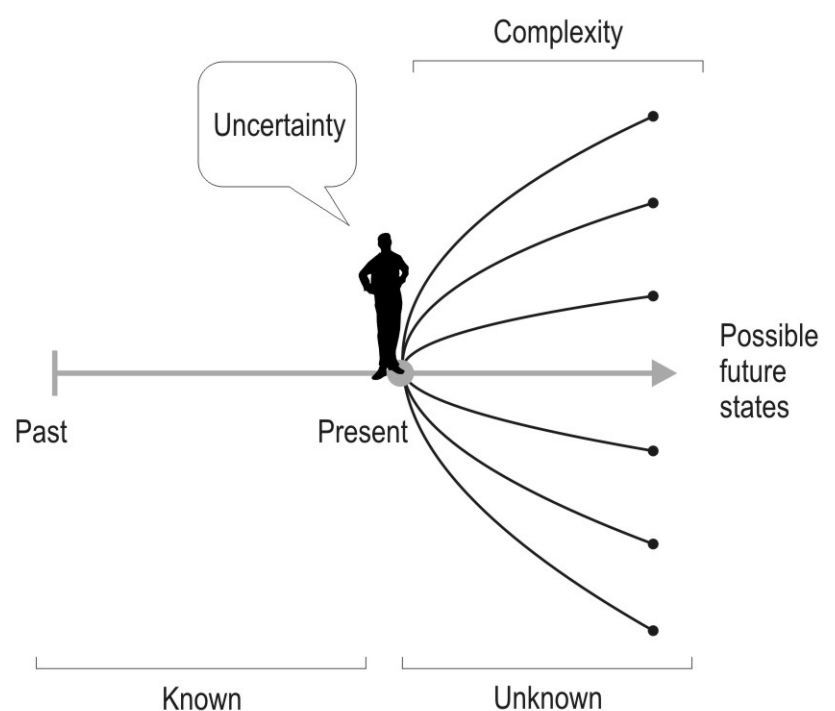 Complexity
Uncertainty
Possible
future
states
Past
Present
Known
Unknown